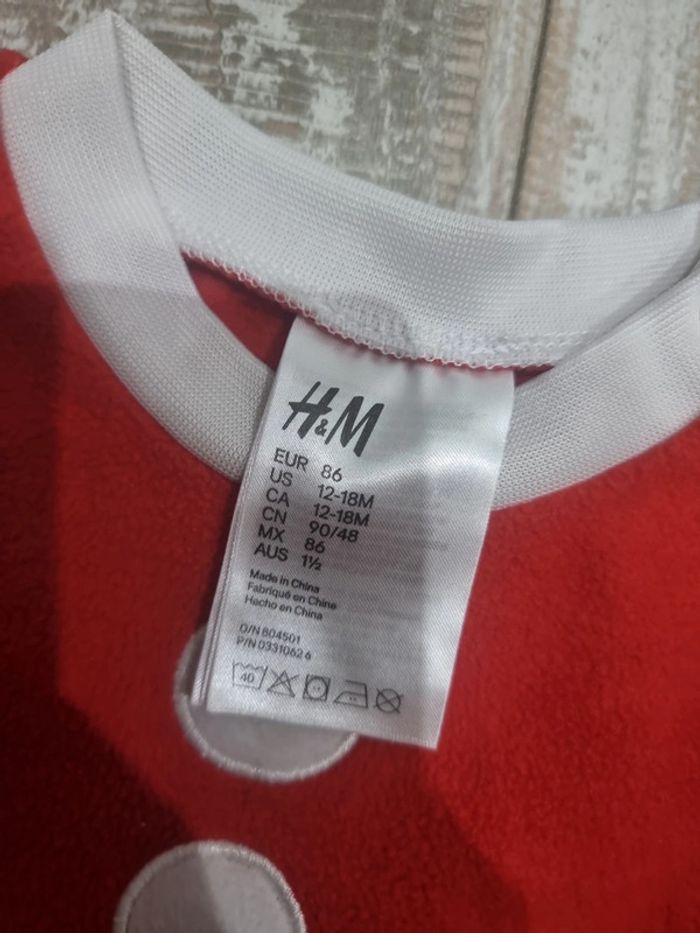 H&M
EUR 86
US 12-18M
CA 12-18M
CN 90/48
MX 86
AUS 1½
Made in China
Fabriqué en Chine
Hecho en China
O/N 804501
P/N 0331062 6
40